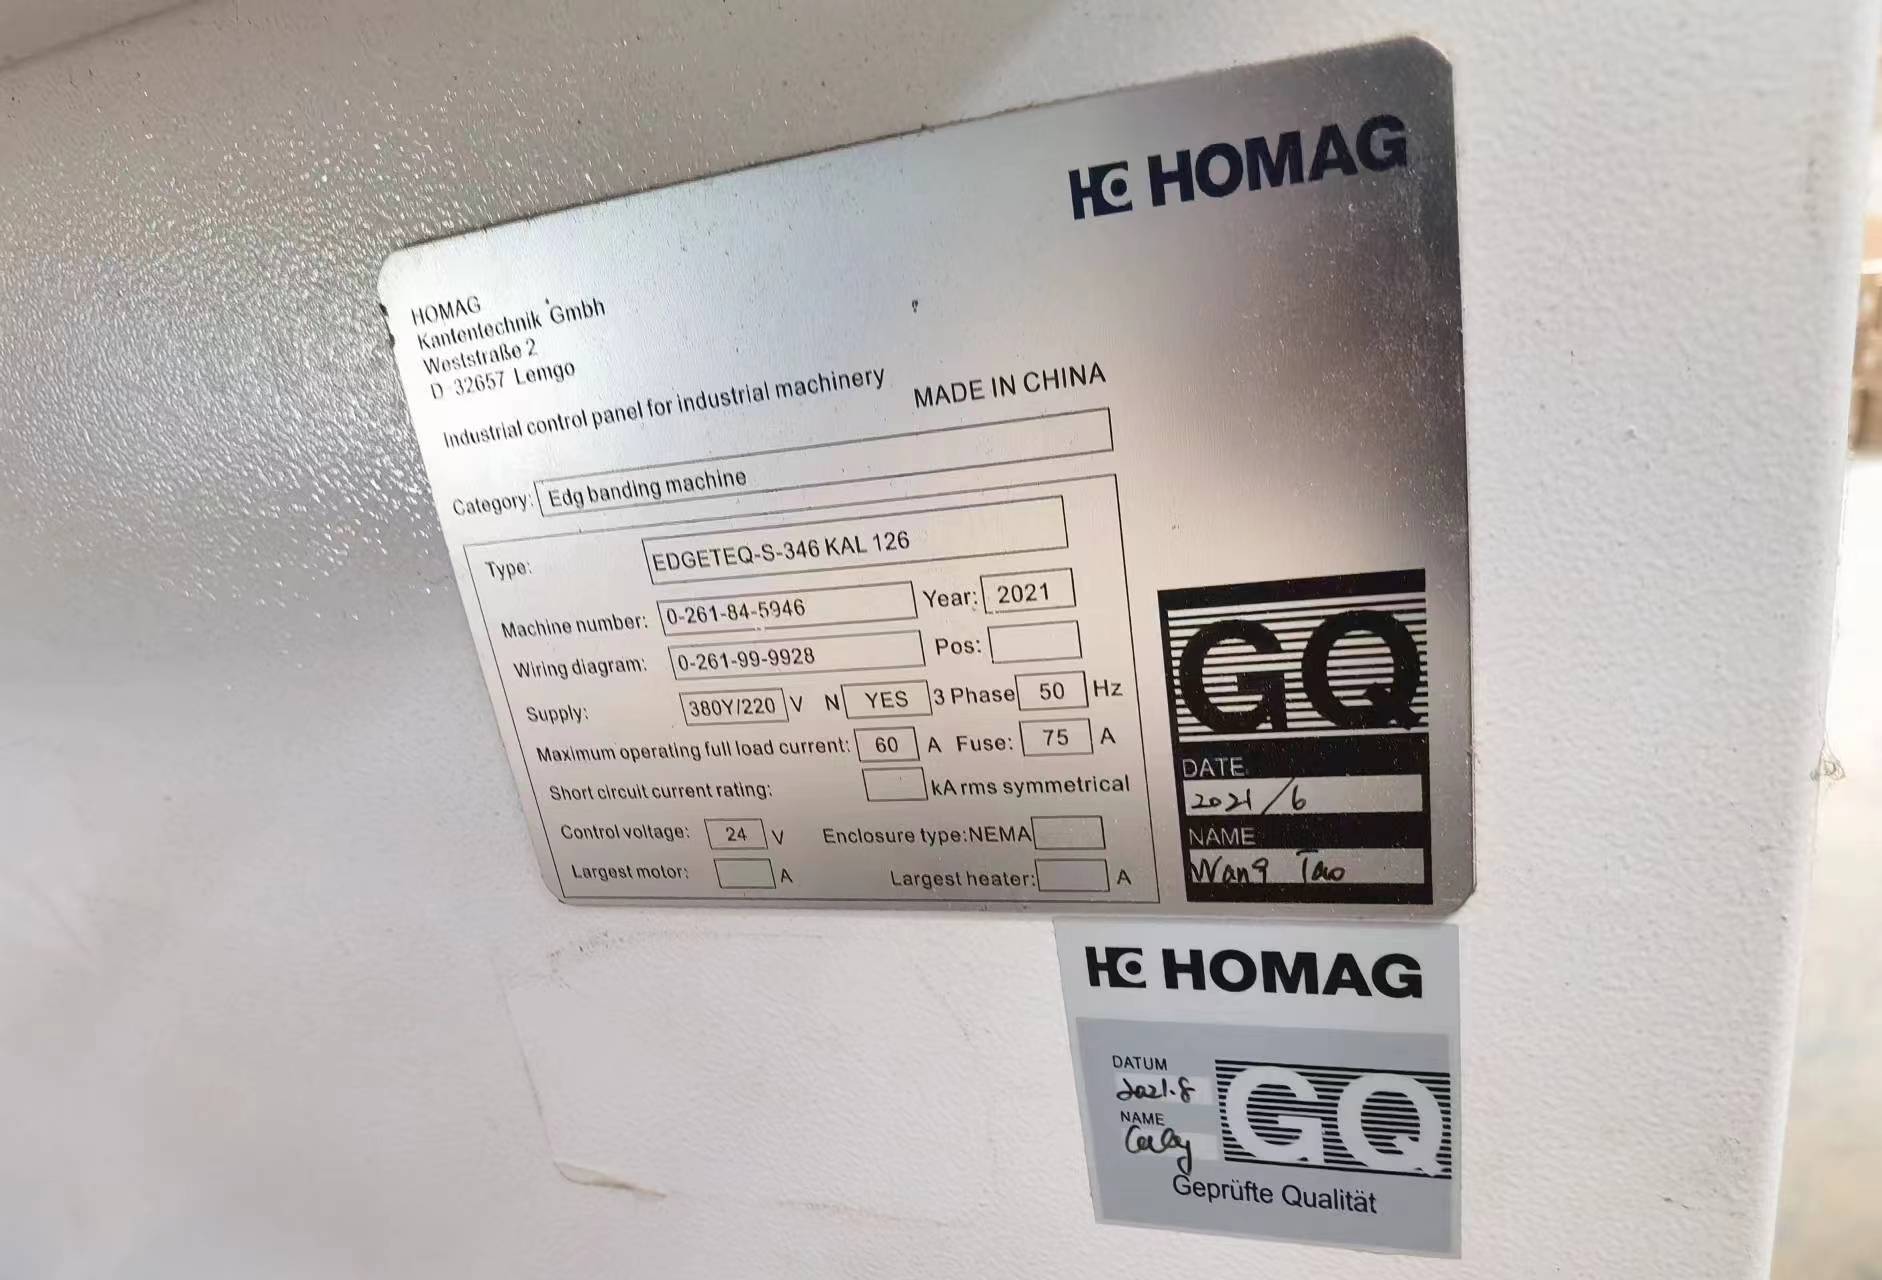 HOMAG
HOMAG
Kantentechnik Gmbh
Weststraße 2
D 32657 Lemgo
Industrial control panel for industrial machinery
MADE IN CHINA
Category: Edg banding machine
Type: EDGETEQ-S-346 KAL 126
Machine number: 0-261-84-5946 Year: 2021
Wiring diagram: 0-261-99-9928 Pos:
Supply: 380Y/220 V N YES 3 Phase 50 Hz
Maximum operating full load current: 60 A Fuse: 75 A
Short circuit current rating: kA rms symmetrical
Control voltage: 24 V Enclosure type:NEMA
Largest motor: A Largest heater: A
GQ
DATE
2021/6
NAME
Wang Tao
HOMAG
DATUM
2021.8
NAME
GQ
Geprüfte Qualität